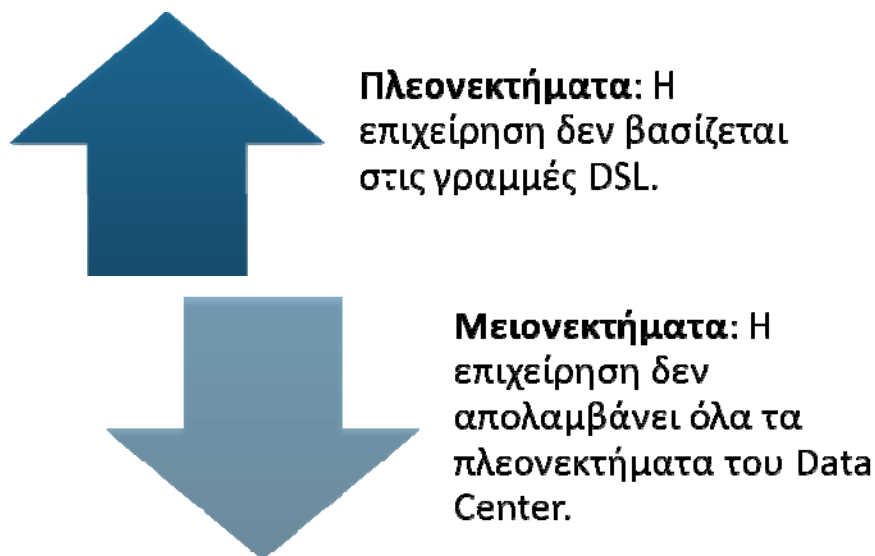 Πλεονεκτήματα: Η
επιχείρηση δεν βασίζεται
στις γραμμές DSL.
Μειονεκτήματα: Η
επιχείρηση δεν
απολαμβάνει όλα τα
πλεονεκτήματα του Data
Center.